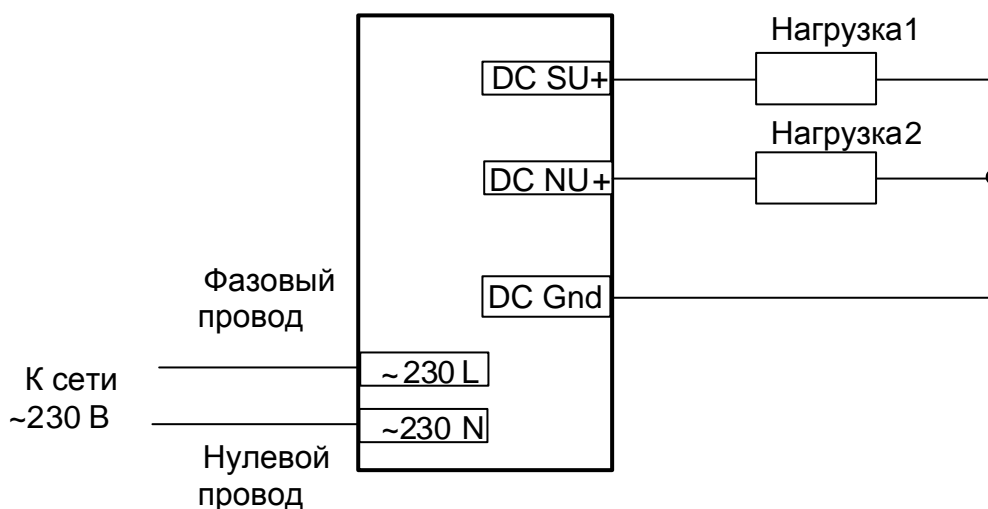 Нагрузка1
DC SU+
Нагрузка2
DC NU+
DC Gnd
Фазовый
провод
~230 L
К сети
~230 В
~230 N
Нулевой
провод